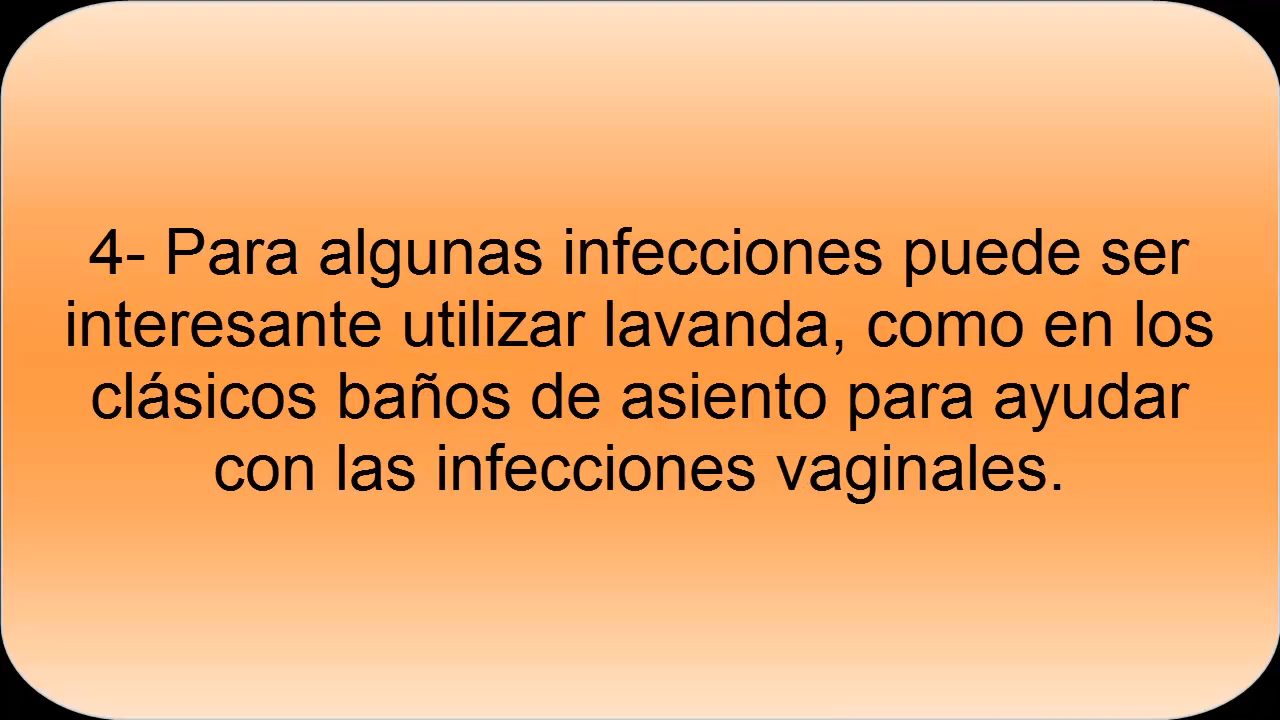 4- Para algunas infecciones puede ser
interesante utilizar lavanda, como en los
clásicos baños de asiento para ayudar
con las infecciones vaginales.